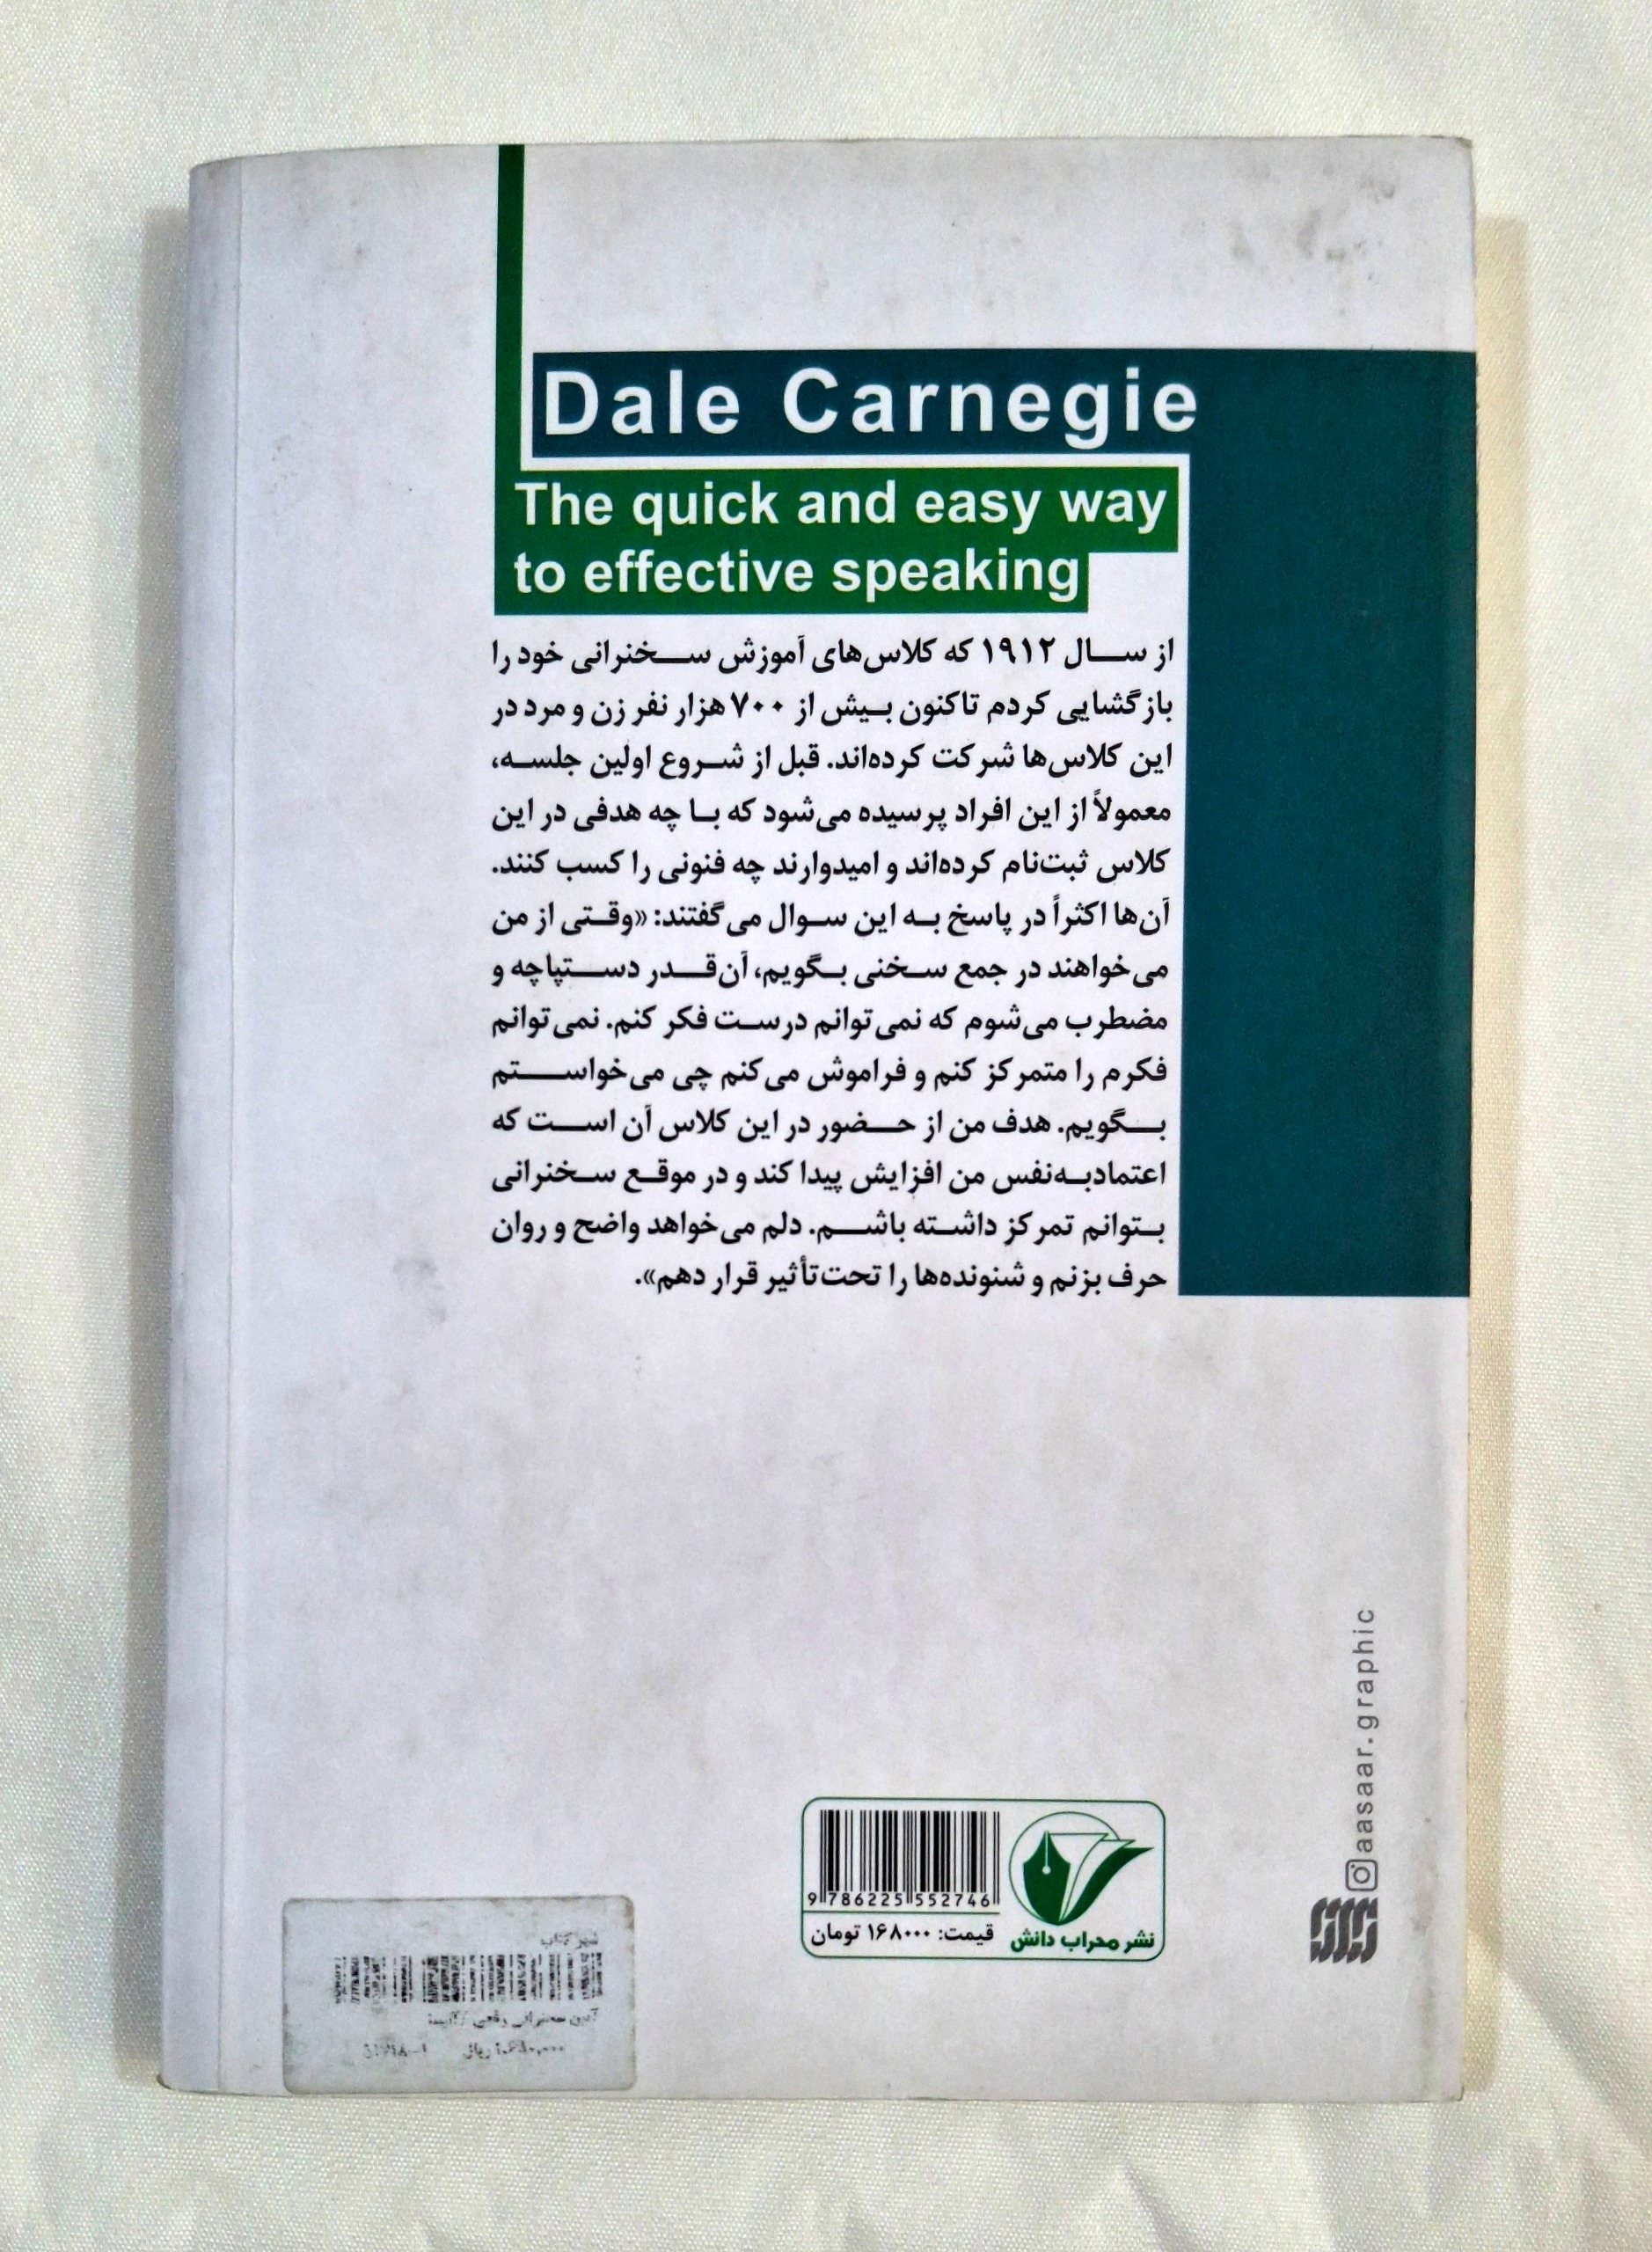 Dale Carnegie
The quick and easy way
to effective speaking
از سال ۱۹۱۲ که کلاس‌های آموزش سخنرانی خود را
بازگشایی کردم تاکنون بیش از ۷۰۰ هزار نفر زن و مرد در
این کلاس‌ها شرکت کرده‌اند. قبل از شروع اولین جلسه،
معمولاً از این افراد پرسیده می‌شود که با چه هدفی در این
کلاس ثبت‌نام کرده‌اند و امیدوارند چه فنونی را کسب کنند.
آن‌ها اکثراً در پاسخ به این سوال می‌گفتند: «وقتی از من
می‌خواهند در جمع سخنی بگویم، آن‌قدر دستپاچه و
مضطرب می‌شوم که نمی‌توانم درست فکر کنم. نمی‌توانم
فکرم را متمرکز کنم و فراموش می‌کنم چی می‌خواستم
بگویم. هدف من از حضور در این کلاس آن است که
اعتمادبه‌نفس من افزایش پیدا کند و در موقع سخنرانی
بتوانم تمرکز داشته باشم. دلم می‌خواهد واضح و روان
حرف بزنم و شنونده‌ها را تحت‌تأثیر قرار دهم».
aasaar.graphic
9 786225 552746
قیمت: ۱۶۸۰۰۰ تومان
نشر محراب دانش
شهر کتاب